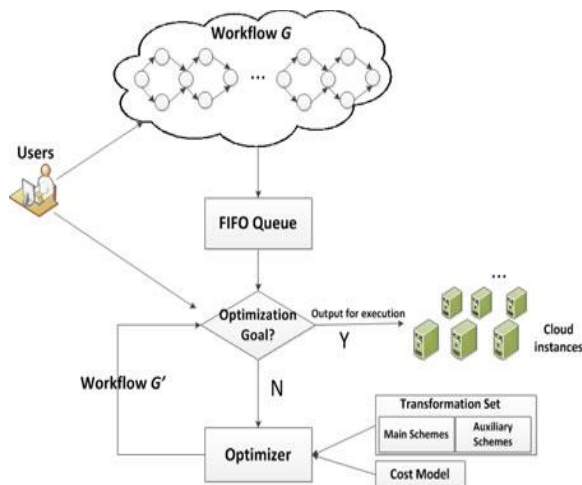 Workflow G
...
Users
FIFO Queue
...
Optimization
Goal?
Output for execution
Y
Cloud
instances
Workflow G'
N
Transformation Set
Main Schemes
Auxiliary
Schemes
Optimizer
Cost Model